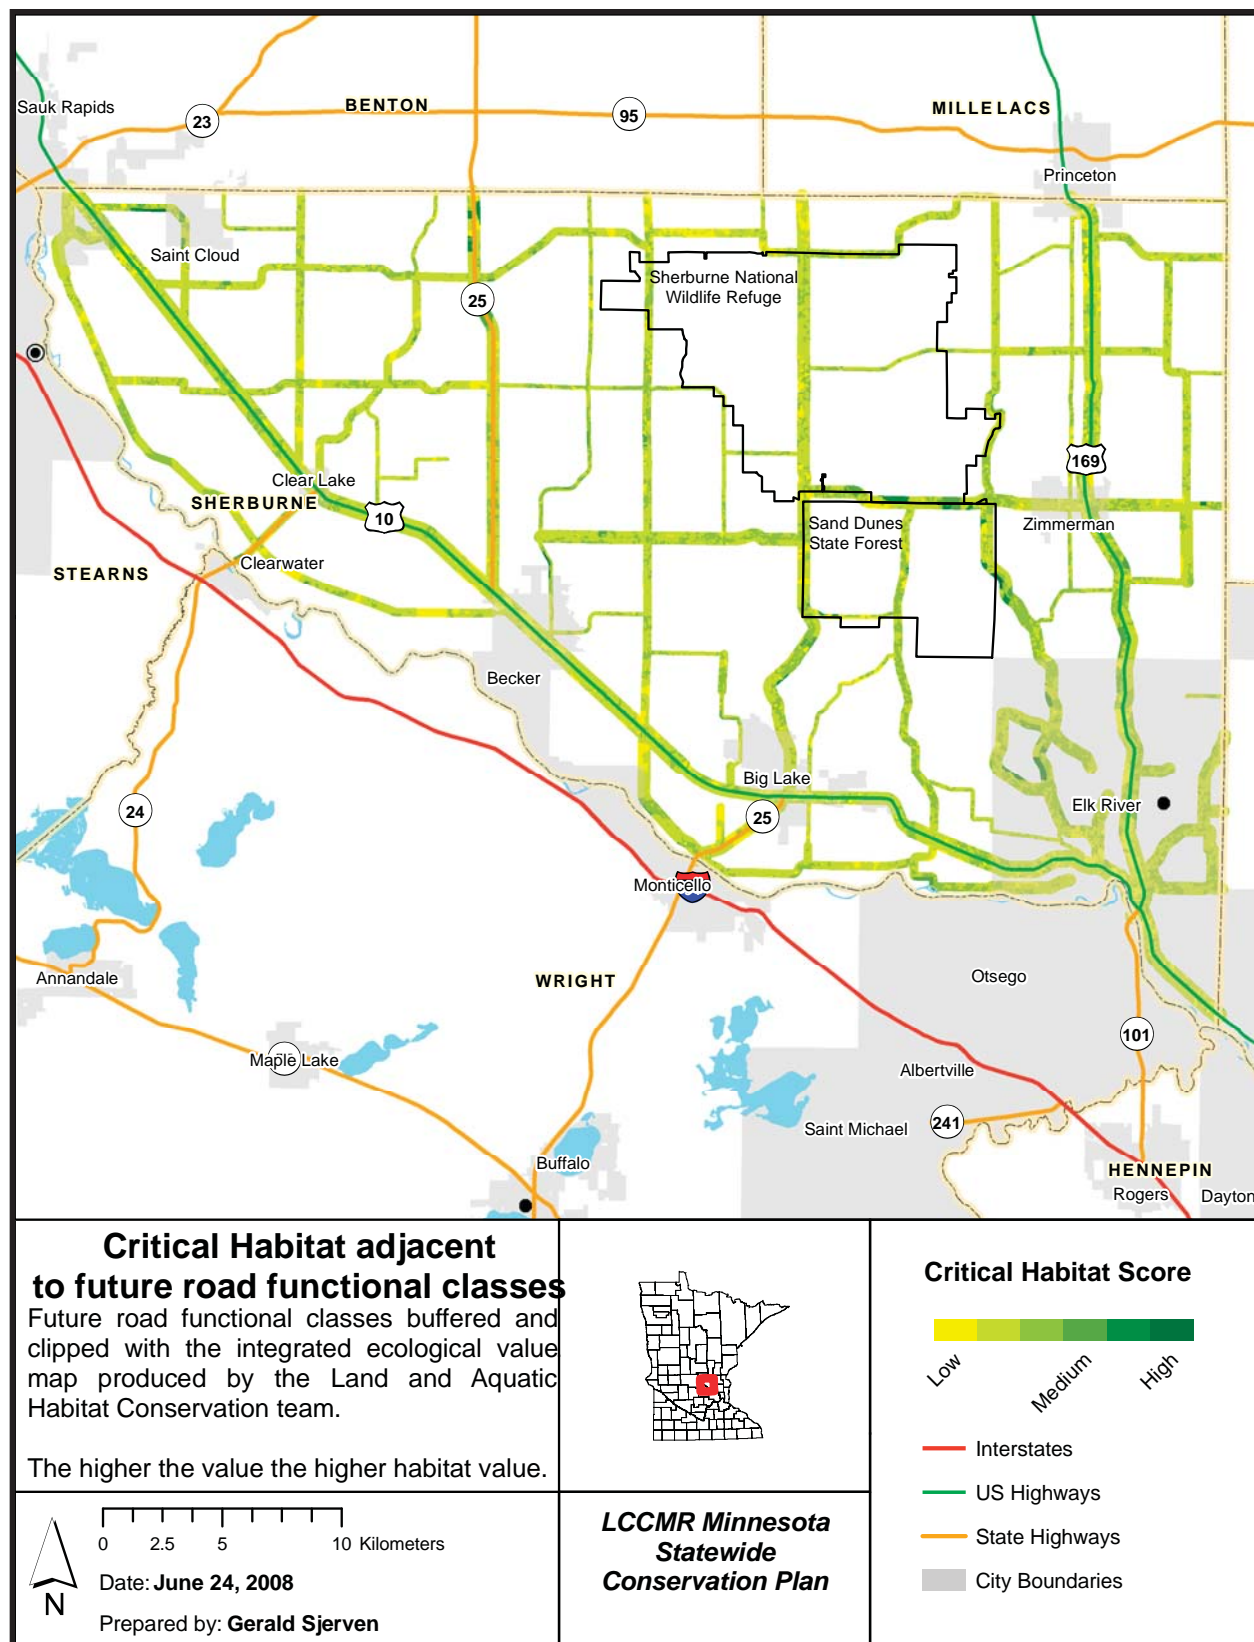 BENTON
MILLELACS
Sauk Rapids
23
95
Princeton
Saint Cloud
Sherburne National
Wildlife Refuge
25
169
Clear Lake
SHERBURNE
10
Zimmerman
Sand Dunes
State Forest
Clearwater
STEARNS
Becker
Big Lake
24
25
Elk River
Monticello
Annandale
WRIGHT
Otsego
101
Maple Lake
Albertville
Saint Michael
241
Buffalo
HENNEPIN
Rogers
Dayton
Critical Habitat adjacent
to future road functional classes
Future road functional classes buffered and
clipped with the integrated ecological value
map produced by the Land and Aquatic
Habitat Conservation team.
The higher the value the higher habitat value.
0 2.5 5 10 Kilometers
N
Date: June 24, 2008
Prepared by: Gerald Sjerven
LCCMR Minnesota
Statewide
Conservation Plan
Critical Habitat Score
Low
Medium
High
Interstates
US Highways
State Highways
City Boundaries